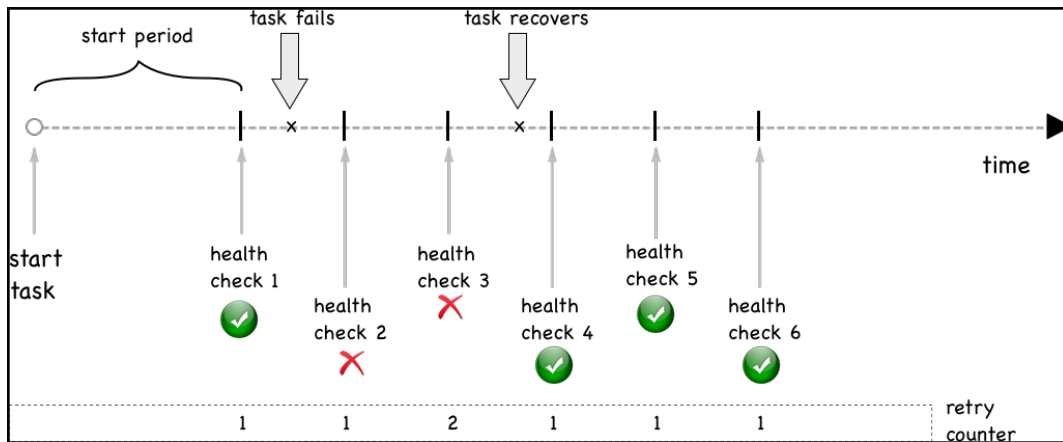 task fails
task recovers
start period
x
x
time
start
task
health
check 1
health
check 2
health
check 3
health
check 4
health
check 5
health
check 6
1 1 2 1 1 1
retry
counter